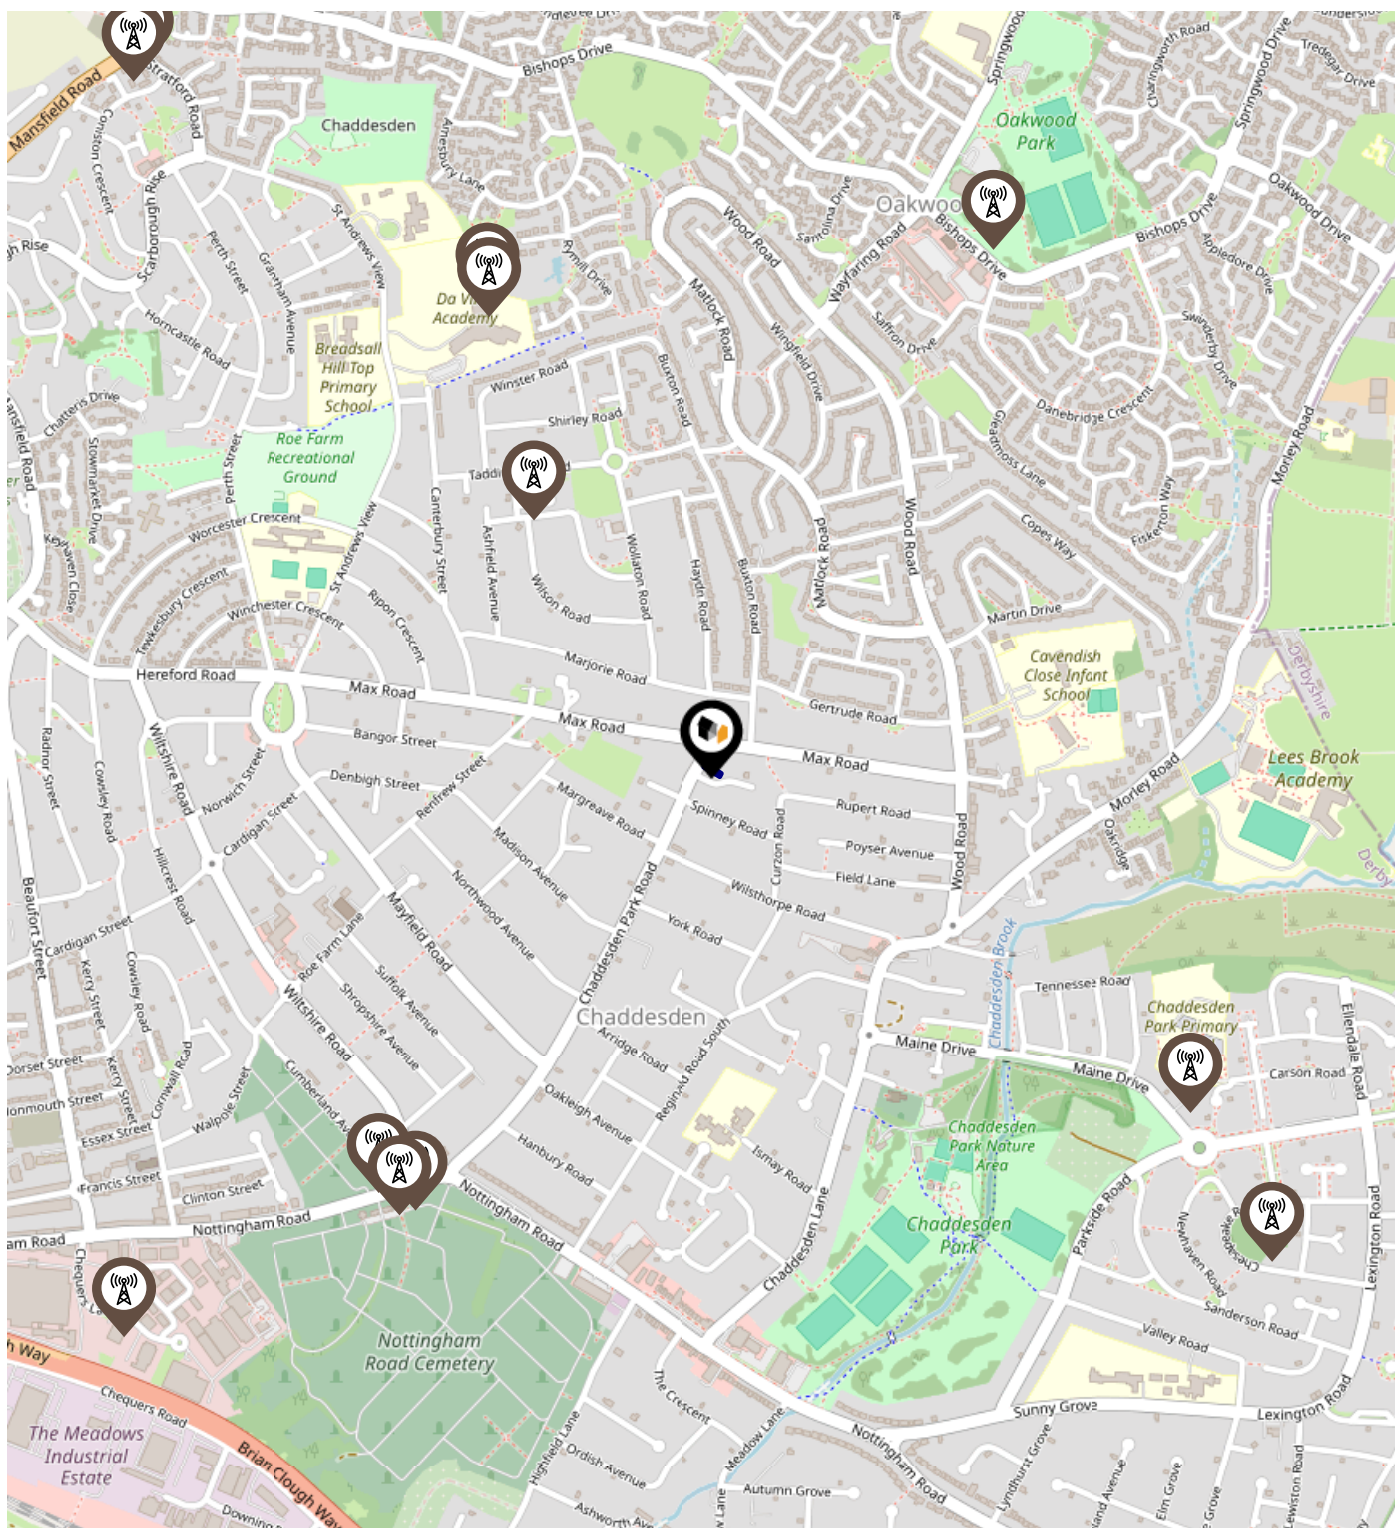 Bishops Drive
Springwood
Charingworth Road
Springwood Drive
Tredegar Drive
Mansfield Road
Stratford Road
Coniston Crescent
Chaddesden
Amesbury Lane
Oakwood
Park
Oakwood Drive
Scarborough Rise
St Andrews View
Perth Street
Grantham Avenue
Wood Road
Santolina Drive
Bishops Drive
Bishops Drive
Wayfaring Road
Appledore Drive
gh Rise
Rymill Drive
Matlock Road
Horncastle Road
Academy
Breadsall
Hill Top
Primary
School
Winster Road
Wingfield Drive
Saffron Drive
Swinderby Drive
Chatteris Drive
Buxton Road
Shirley Road
Danebridge Crescent
Gleadmoss Lane
Morley Road
Stowmarket Drive
Perth Street
Roe Farm
Recreational
Ground
Worcester Crescent
St Andrews View
Canterbury Street
Ashfield Avenue
Wollaton Road
Haydn Road
Buxton Road
Matlock Road
Wood Road
Copes Way
Fiskerton Way
Tewkesbury Crescent
Winchester Crescent
Ripon Crescent
Wilson Road
Martin Drive
Hereford Road
Max Road
Marjorie Road
Max Road
Gertrude Road
Max Road
Cavendish
Close Infant
School
Derbyshire
Derby
Lees Brook
Academy
Morley Road
Radnor Street
Cowsley Road
Wiltshire Road
Norwich Street
Bangor Street
Denbigh Street
Renfrew Street
Margreave Road
Spinney Road
Curzon Road
Rupert Road
Poyser Avenue
Field Lane
Wood Road
Oakridge
Cardigan Street
Hillcrest Road
Madison Avenue
Northwood Avenue
Mayfield Road
Chaddesden Park Road
Wilsthorpe Road
York Road
Beaufort Street
Cardigan Street
Kerry Street
Cowsley Road
Roe Farm Lane
Suffolk Avenue
Shropshire Avenue
Wiltshire Road
Chaddesden
Chaddesden Brook
Tennessee Road
Chaddesden
Park Primary
Ellendale Road
Arridge Road
Reginald Road South
Maine Drive
Maine Drive
Carson Road
Dorset Street
Kerry Street
Cornwall Road
Walpole Street
Essex Street
Francis Street
Clinton Street
Oakleigh Avenue
Hanbury Road
Ismay Road
Chaddesden
Park Nature
Area
Chaddesden
Park
Chaddesden Lane
Parkside Road
Newhaven Road
Lexington Road
Nottingham Road
Nottingham Road
am Road
Sanderson Road
Valley Road
Nottingham
Road Cemetery
h Way
Chequers Road
The Meadows
Industrial
Estate
Brian Clough Way
Highfield Lane
The Crescent
Ordish Avenue
Meadow Lane
Autumn Grove
Nottingham Road
Sunny Grove
Lexington Road
Lyndhurst Grove
Elm Grove